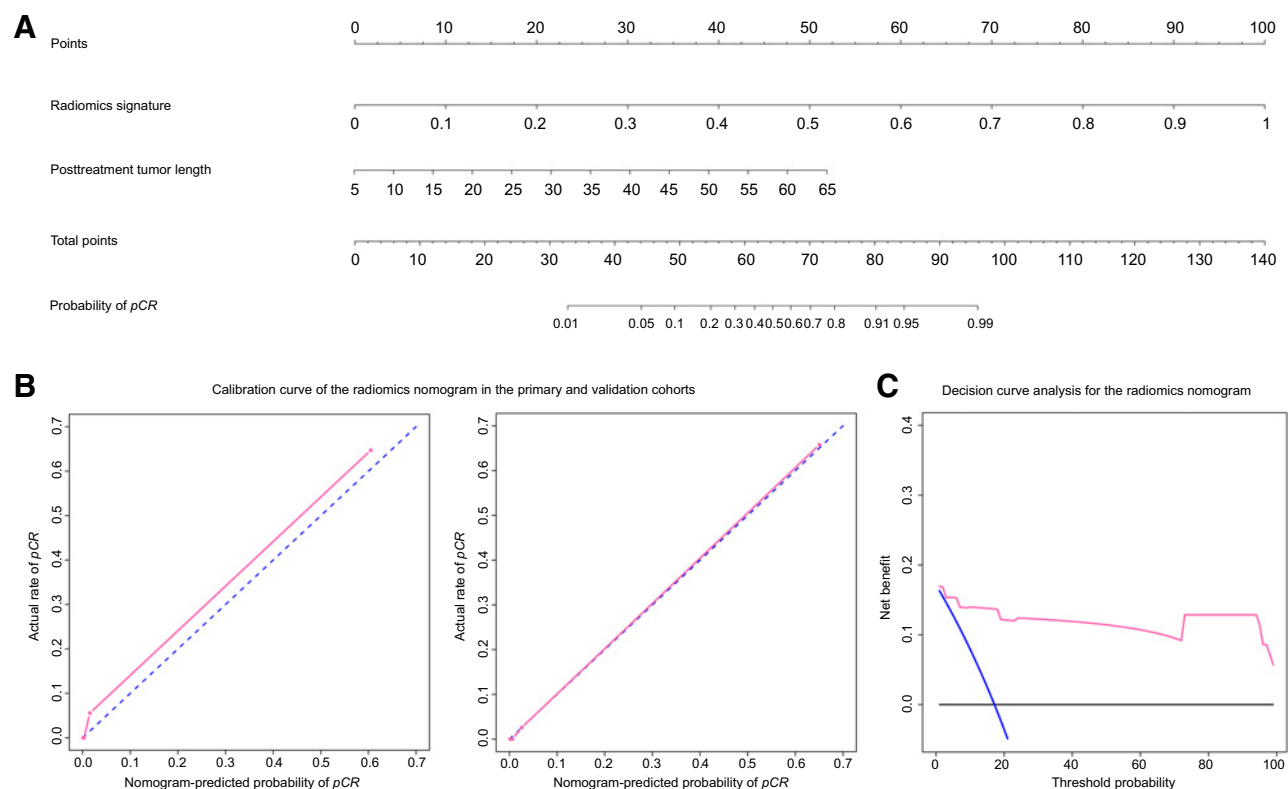 A
0 10 20 30 40 50 60 70 80 90 100
Points
Radiomics signature
0 0.1 0.2 0.3 0.4 0.5 0.6 0.7 0.8 0.9 1
Posttreatment tumor length
5 10 15 20 25 30 35 40 45 50 55 60 65
Total points
0 10 20 30 40 50 60 70 80 90 100 110 120 130 140
Probability of pCR
0.01 0.05 0.1 0.2 0.3 0.4 0.5 0.6 0.7 0.8 0.91 0.95 0.99
B
Calibration curve of the radiomics nomogram in the primary and validation cohorts
Actual rate of pCR
0.7
0.6
0.5
0.4
0.3
0.2
0.1
0.0
0.0 0.1 0.2 0.3 0.4 0.5 0.6 0.7
Nomogram-predicted probability of pCR
Actual rate of pCR
0.7
0.6
0.5
0.4
0.3
0.2
0.1
0.0
0.0 0.1 0.2 0.3 0.4 0.5 0.6 0.7
Nomogram-predicted probability of pCR
C
Decision curve analysis for the radiomics nomogram
Net benefit
0.4
0.3
0.2
0.1
0.0
0 20 40 60 80 100
Threshold probability